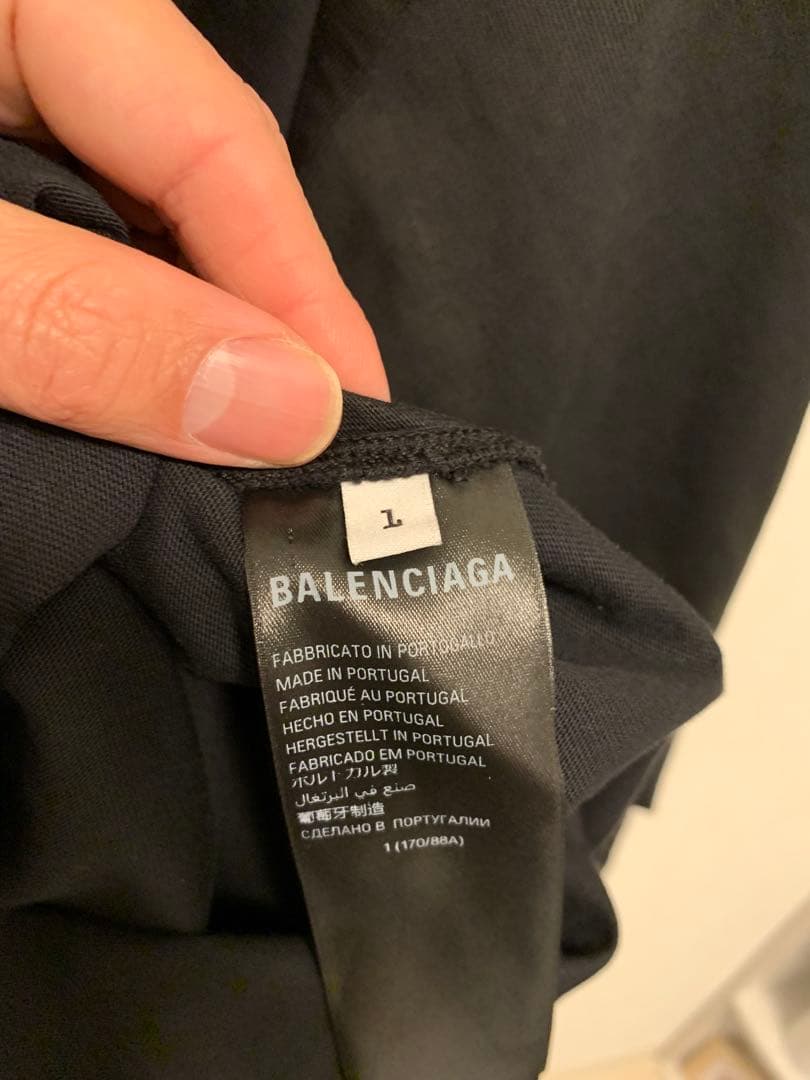 1
BALENCIAGA
FABBRICATO IN PORTOGALLO
MADE IN PORTUGAL
FABRIQUÉ AU PORTUGAL
HECHO EN PORTUGAL
HERGESTELLT IN PORTUGAL
FABRICADO EM PORTUGAL
ポルトガル製
صنع في البرتغال
葡萄牙制造
СДЕЛАНО В ПОРТУГАЛИИ
1 (170/88A)